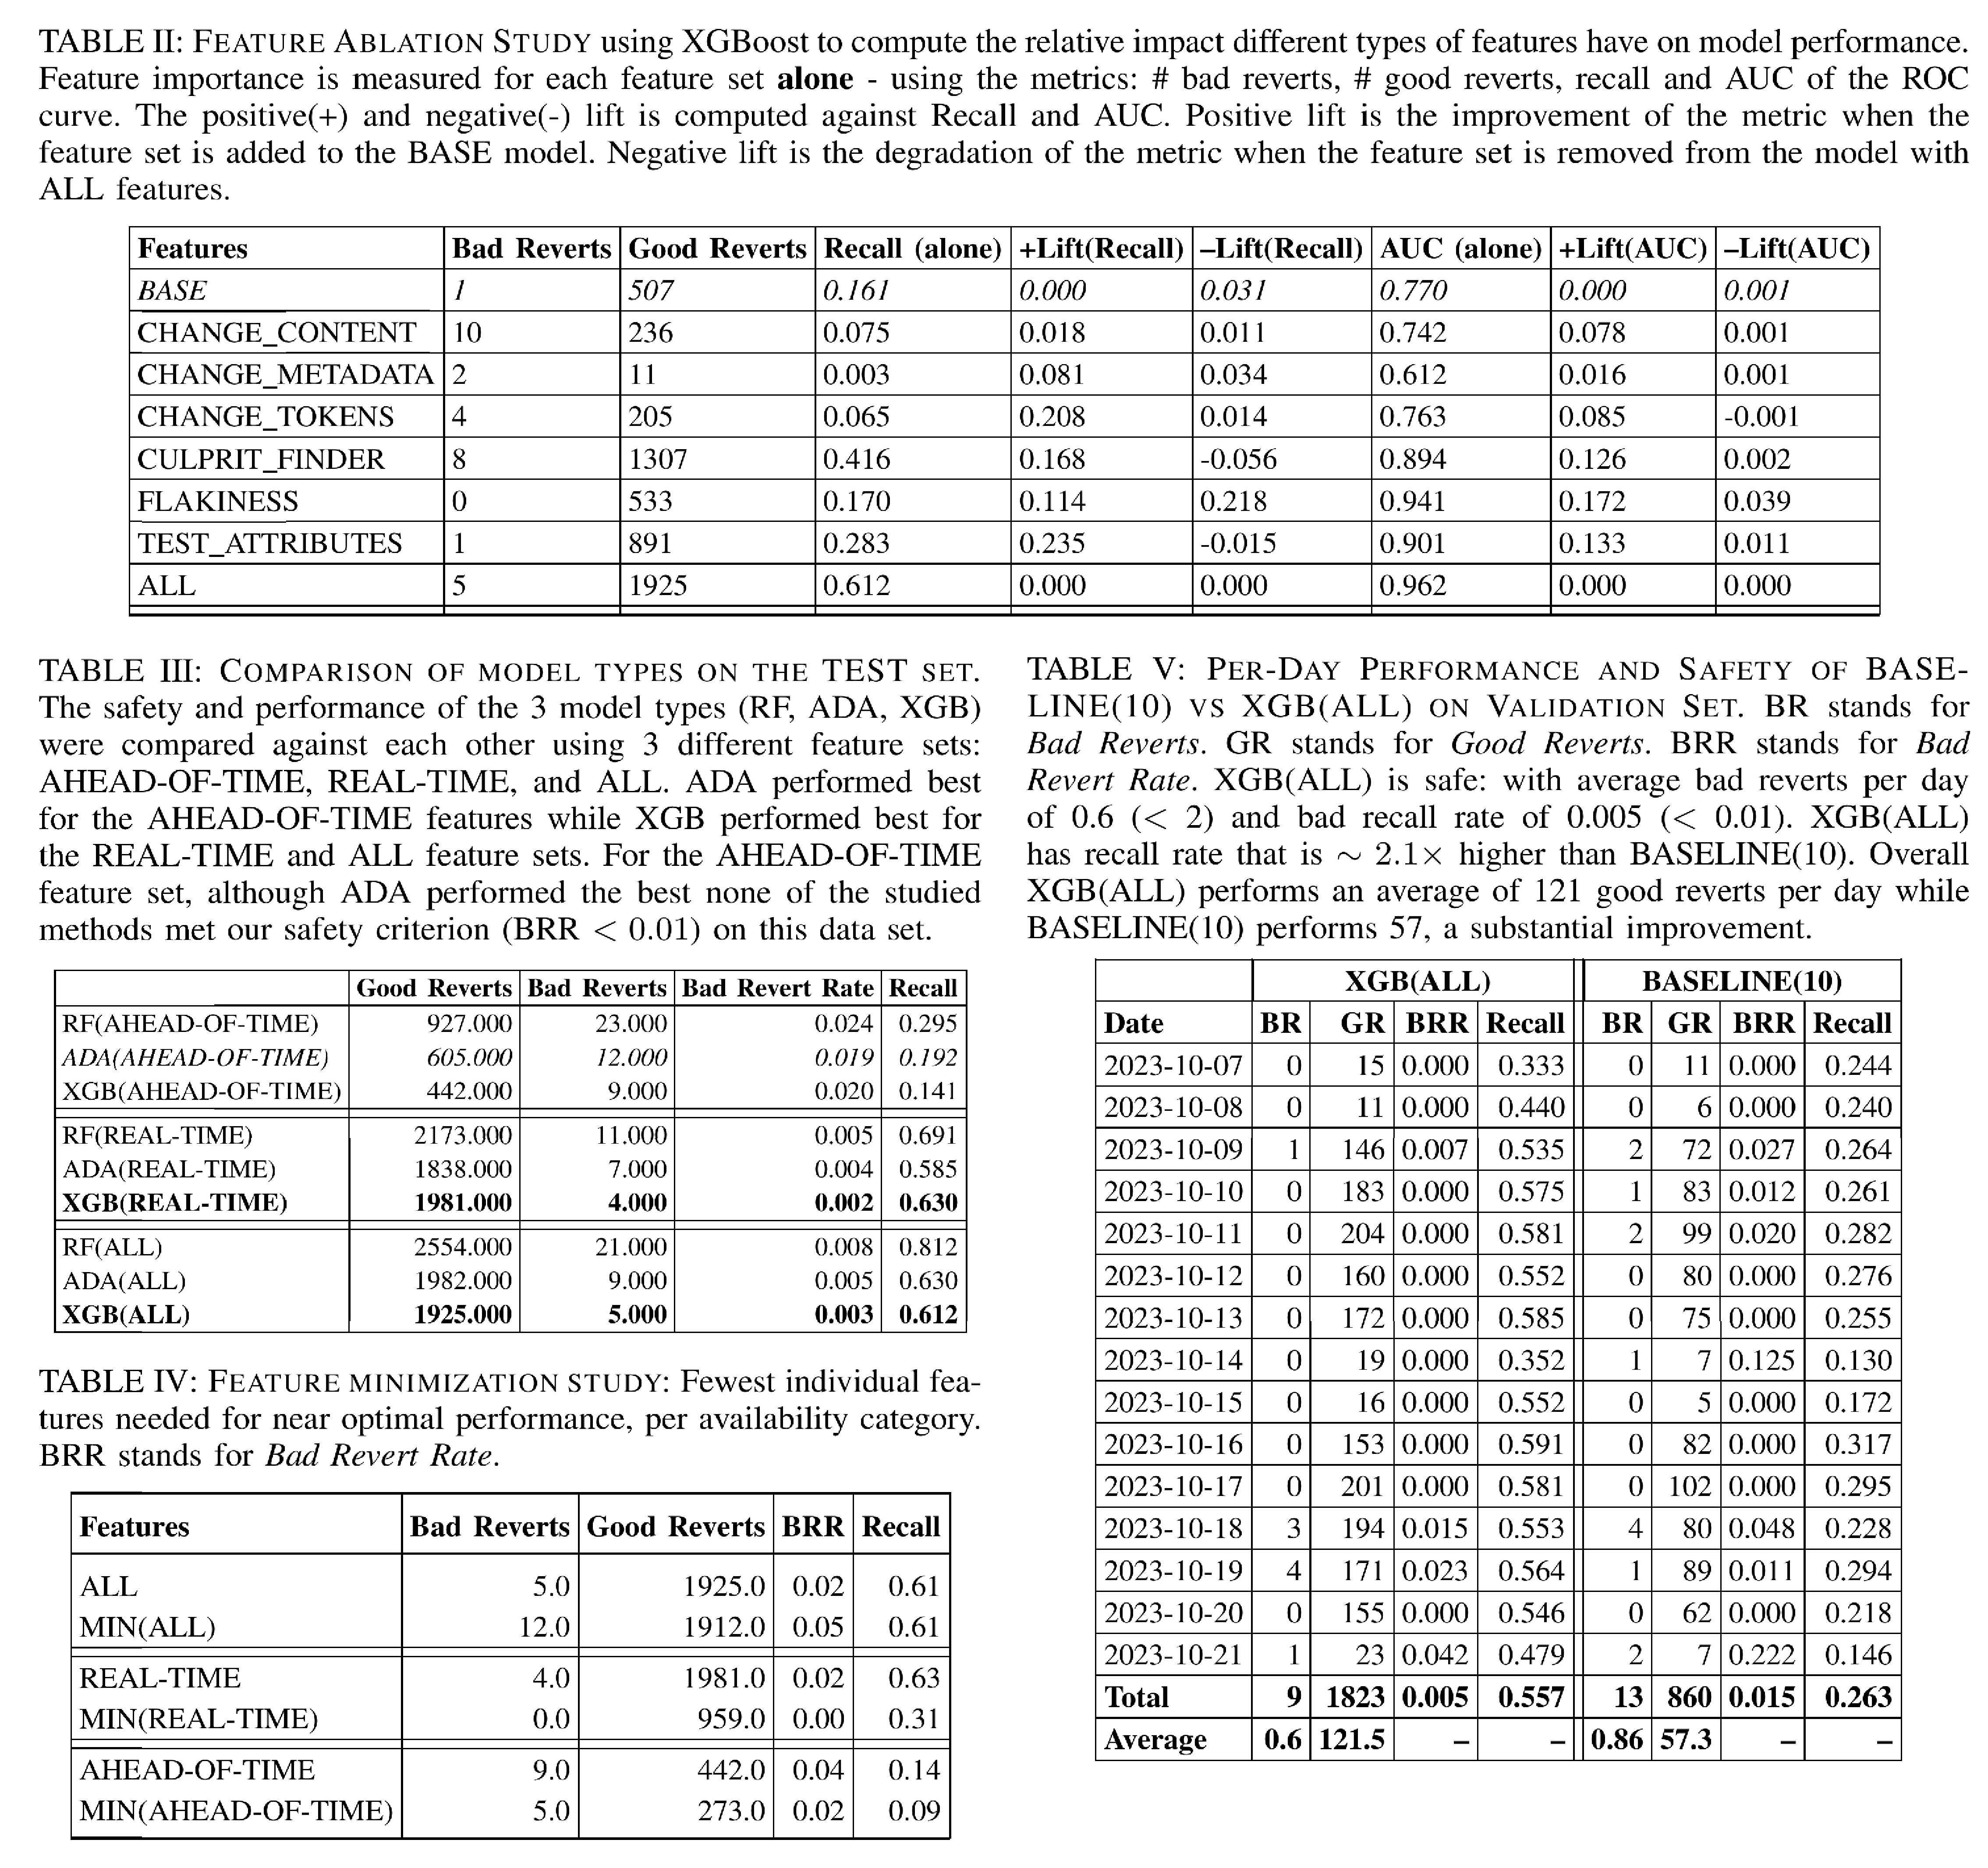 TABLE II: FEATURE ABLATION STUDY using XGBoost to compute the relative impact different types of features have on model performance.
Feature importance is measured for each feature set alone - using the metrics: # bad reverts, # good reverts, recall and AUC of the ROC
curve. The positive(+) and negative(-) lift is computed against Recall and AUC. Positive lift is the improvement of the metric when the
feature set is added to the BASE model. Negative lift is the degradation of the metric when the feature set is removed from the model with
ALL features.
Features Bad Reverts Good Reverts Recall (alone) +Lift(Recall) –Lift(Recall) AUC (alone) +Lift(AUC) –Lift(AUC)
BASE 1 507 0.161 0.000 0.031 0.770 0.000 0.001
CHANGE_CONTENT 10 236 0.075 0.018 0.011 0.742 0.078 0.001
CHANGE_METADATA 2 11 0.003 0.081 0.034 0.612 0.016 0.001
CHANGE_TOKENS 4 205 0.065 0.208 0.014 0.763 0.085 -0.001
CULPRIT_FINDER 8 1307 0.416 0.168 -0.056 0.894 0.126 0.002
FLAKINESS 0 533 0.170 0.114 0.218 0.941 0.172 0.039
TEST_ATTRIBUTES 1 891 0.283 0.235 -0.015 0.901 0.133 0.011
ALL 5 1925 0.612 0.000 0.000 0.962 0.000 0.000
TABLE III: COMPARISON OF MODEL TYPES ON THE TEST SET.
The safety and performance of the 3 model types (RF, ADA, XGB)
were compared against each other using 3 different feature sets:
AHEAD-OF-TIME, REAL-TIME, and ALL. ADA performed best
for the AHEAD-OF-TIME features while XGB performed best for
the REAL-TIME and ALL feature sets. For the AHEAD-OF-TIME
feature set, although ADA performed the best none of the studied
methods met our safety criterion (BRR < 0.01) on this data set.
Good Reverts Bad Reverts Bad Revert Rate Recall
RF(AHEAD-OF-TIME) 927.000 23.000 0.024 0.295
ADA(AHEAD-OF-TIME) 605.000 12.000 0.019 0.192
XGB(AHEAD-OF-TIME) 442.000 9.000 0.020 0.141
RF(REAL-TIME) 2173.000 11.000 0.005 0.691
ADA(REAL-TIME) 1838.000 7.000 0.004 0.585
XGB(REAL-TIME) 1981.000 4.000 0.002 0.630
RF(ALL) 2554.000 21.000 0.008 0.812
ADA(ALL) 1982.000 9.000 0.005 0.630
XGB(ALL) 1925.000 5.000 0.003 0.612
TABLE IV: FEATURE MINIMIZATION STUDY: Fewest individual fea-
tures needed for near optimal performance, per availability category.
BRR stands for Bad Revert Rate.
Features Bad Reverts Good Reverts BRR Recall
ALL 5.0 1925.0 0.02 0.61
MIN(ALL) 12.0 1912.0 0.05 0.61
REAL-TIME 4.0 1981.0 0.02 0.63
MIN(REAL-TIME) 0.0 959.0 0.00 0.31
AHEAD-OF-TIME 9.0 442.0 0.04 0.14
MIN(AHEAD-OF-TIME) 5.0 273.0 0.02 0.09
TABLE V: PER-DAY PERFORMANCE AND SAFETY OF BASE-
LINE(10) VS XGB(ALL) ON VALIDATION SET. BR stands for
Bad Reverts. GR stands for Good Reverts. BRR stands for Bad
Revert Rate. XGB(ALL) is safe: with average bad reverts per day
of 0.6 (< 2) and bad recall rate of 0.005 (< 0.01). XGB(ALL)
has recall rate that is ∼ 2.1× higher than BASELINE(10). Overall
XGB(ALL) performs an average of 121 good reverts per day while
BASELINE(10) performs 57, a substantial improvement.
XGB(ALL) BASELINE(10)
Date BR GR BRR Recall BR GR BRR Recall
2023-10-07 0 15 0.000 0.333 0 11 0.000 0.244
2023-10-08 0 11 0.000 0.440 0 6 0.000 0.240
2023-10-09 1 146 0.007 0.535 2 72 0.027 0.264
2023-10-10 0 183 0.000 0.575 1 83 0.012 0.261
2023-10-11 0 204 0.000 0.581 2 99 0.020 0.282
2023-10-12 0 160 0.000 0.552 0 80 0.000 0.276
2023-10-13 0 172 0.000 0.585 0 75 0.000 0.255
2023-10-14 0 19 0.000 0.352 1 7 0.125 0.130
2023-10-15 0 16 0.000 0.552 0 5 0.000 0.172
2023-10-16 0 153 0.000 0.591 0 82 0.000 0.317
2023-10-17 0 201 0.000 0.581 0 102 0.000 0.295
2023-10-18 3 194 0.015 0.553 4 80 0.048 0.228
2023-10-19 4 171 0.023 0.564 1 89 0.011 0.294
2023-10-20 0 155 0.000 0.546 0 62 0.000 0.218
2023-10-21 1 23 0.042 0.479 2 7 0.222 0.146
Total 9 1823 0.005 0.557 13 860 0.015 0.263
Average 0.6 121.5 – – 0.86 57.3 – –